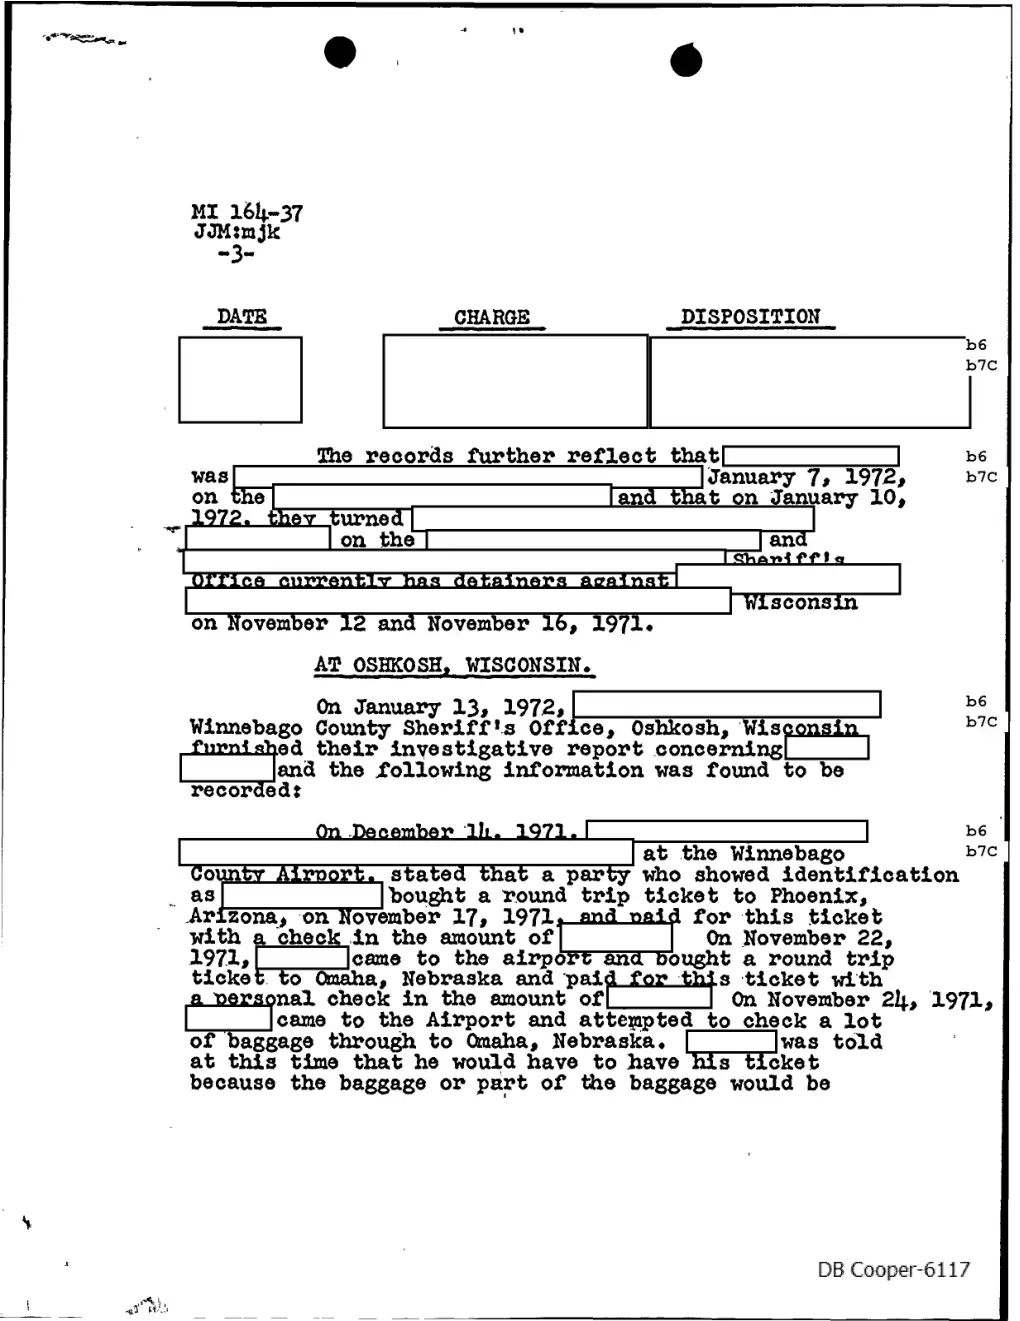 MI 164-37
JJM:mjk
-3-
DATE CHARGE DISPOSITION
b6
b7C
The records further reflect that b6
was January 7, 1972, b7C
on the and that on January 10,
1972, they turned
on the and
Sheriff's
Office currently has detainers against
Wisconsin
on November 12 and November 16, 1971.
AT OSHKOSH, WISCONSIN.
On January 13, 1972, b6
Winnebago County Sheriff's Office, Oshkosh, Wisconsin b7C
furnished their investigative report concerning
and the following information was found to be
recorded:
On December 14, 1971, b6
at the Winnebago b7C
County Airport, stated that a party who showed identification
as bought a round trip ticket to Phoenix,
Arizona, on November 17, 1971, and paid for this ticket
with a check in the amount of On November 22,
1971, came to the airport and bought a round trip
ticket to Omaha, Nebraska and paid for this ticket with
a personal check in the amount of On November 24, 1971,
came to the Airport and attempted to check a lot
of baggage through to Omaha, Nebraska. was told
at this time that he would have to have his ticket
because the baggage or part of the baggage would be
DB Cooper-6117